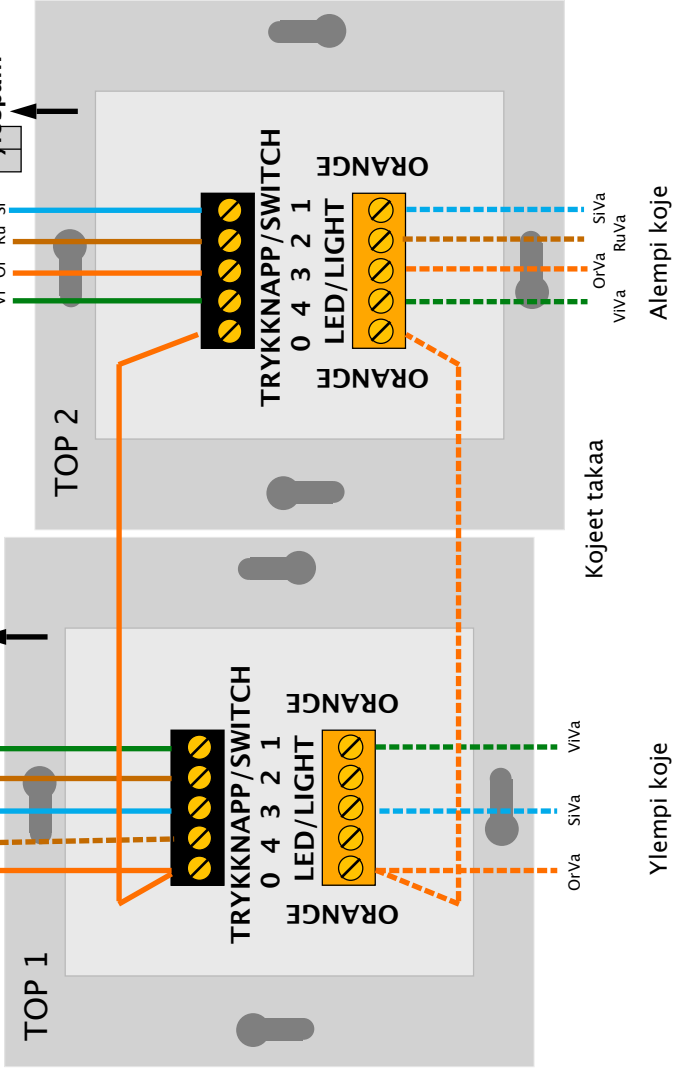 TOP 1
TRYKKNAPP/SWITCH
0 4 3 2 1
ORANGE LED/LIGHT ORANGE
OrVa SiVa ViVa
Ylempi koje
TOP 2
TRYKKNAPP/SWITCH
0 4 3 2 1
ORANGE LED/LIGHT ORANGE
ViVa OrVa RuVa SiVa
Alempi koje
Kojeet takaa